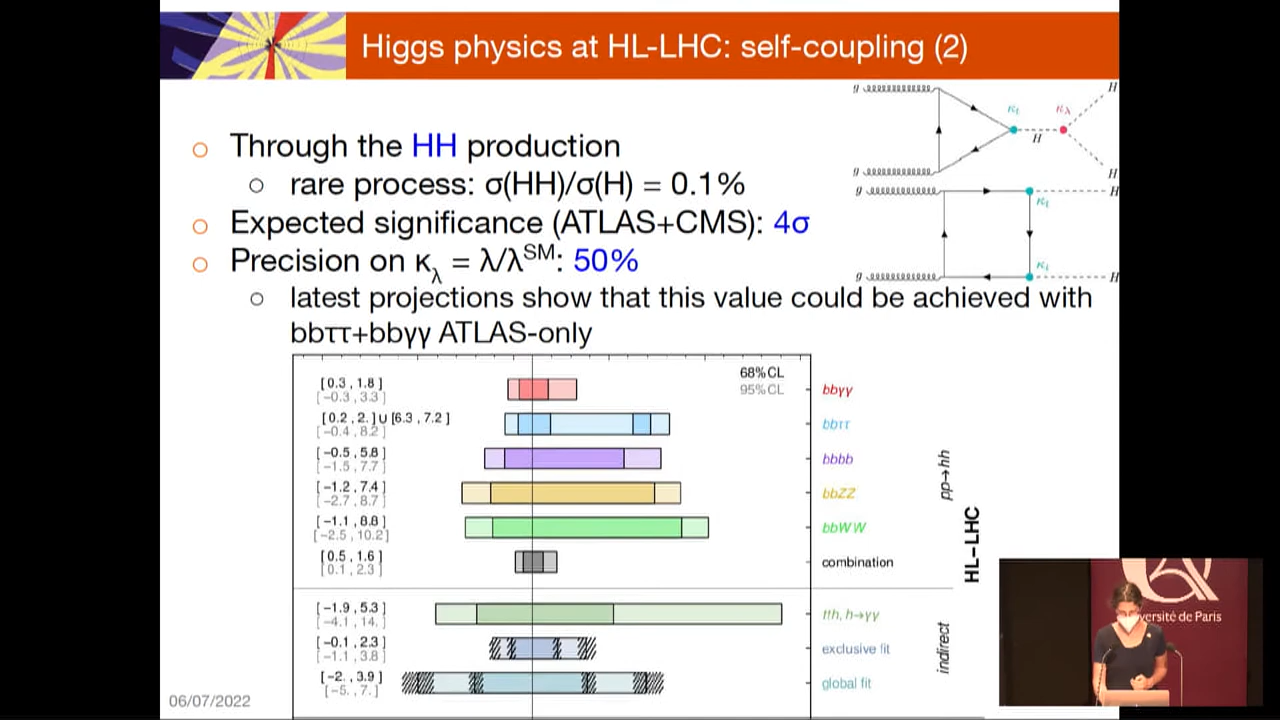 Higgs physics at HL-LHC: self-coupling (2)
g
H
κt
κλ
H
g
H
g
H
κt
κt
g
H
○ Through the HH production
○ rare process: σ(HH)/σ(H) = 0.1%
○ Expected significance (ATLAS+CMS): 4σ
○ Precision on κλ = λ/λSM: 50%
○ latest projections show that this value could be achieved with
bbττ+bbγγ ATLAS-only
68%CL
95%CL
[0.3 , 1.8 ]
[-0.3 , 3.3 ]
bbγγ
[0.2 , 2. ]∪[6.3 , 7.2 ]
[-0.4 , 8.2 ]
bbττ
[-0.5 , 5.8 ]
[-1.5 , 7.7 ]
bbbb
[-1.2 , 7.4 ]
[-2.7 , 8.7 ]
bbZZ
[-1.1 , 8.8 ]
[-2.5 , 10.2]
bbWW
[0.5 , 1.6 ]
[0.1 , 2.3 ]
combination
pp→hh
HL-LHC
[-1.9 , 5.3 ]
[-4.1 , 14. ]
tth, h→γγ
[-0.1 , 2.3 ]
[-1.1 , 3.8 ]
exclusive fit
[-2. , 3.9 ]
[-5. , 7. ]
global fit
indirect
versité de Paris
06/07/2022